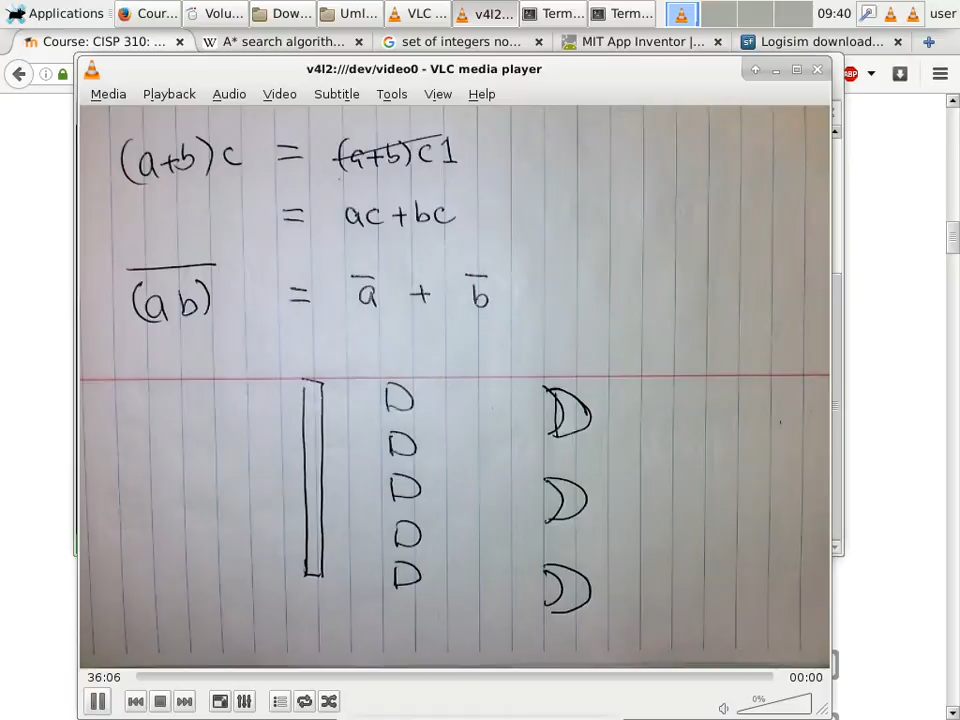 Applications Cour... Volu... Dow... Uml... VLC ... v4l2... Term... Term... 09:40 user
Course: CISP 310: ... A* search algorith... set of integers no... MIT App Inventor |... Logisim download...
v4l2:///dev/video0 - VLC media player
Media Playback Audio Video Subtitle Tools View Help
(a+b)c = (a+b)c1
= ac+bc
(ab)̅ = a̅ + b̅
36:06 00:00
0%